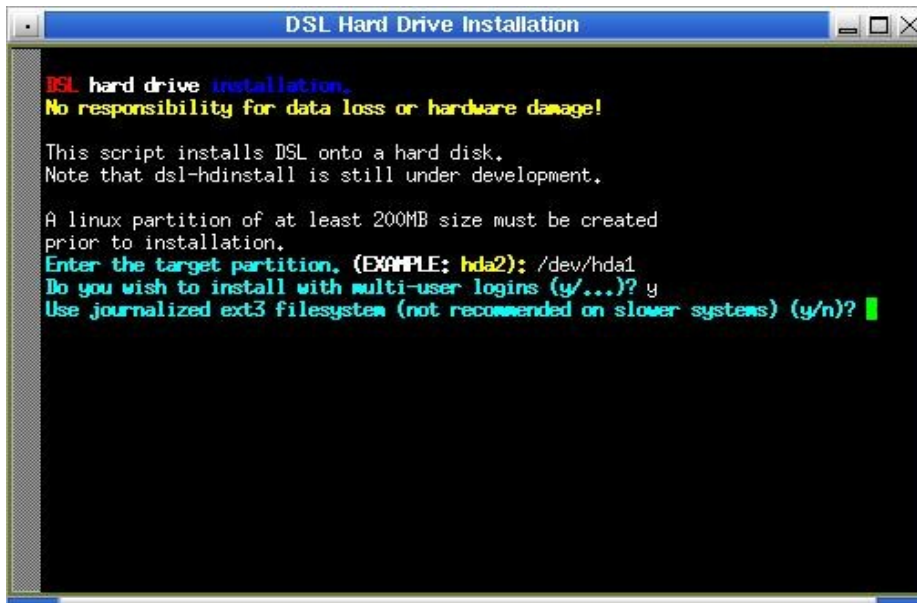 DSL Hard Drive Installation
DSL hard drive installation.
No responsibility for data loss or hardware damage!
This script installs DSL onto a hard disk.
Note that dsl-hdinstall is still under development.
A linux partition of at least 200MB size must be created
prior to installation.
Enter the target partition. (EXAMPLE: hda2): /dev/hda1
Do you wish to install with multi-user logins (y/...)? y
Use journalized ext3 filesystem (not recommended on slower systems) (y/n)?